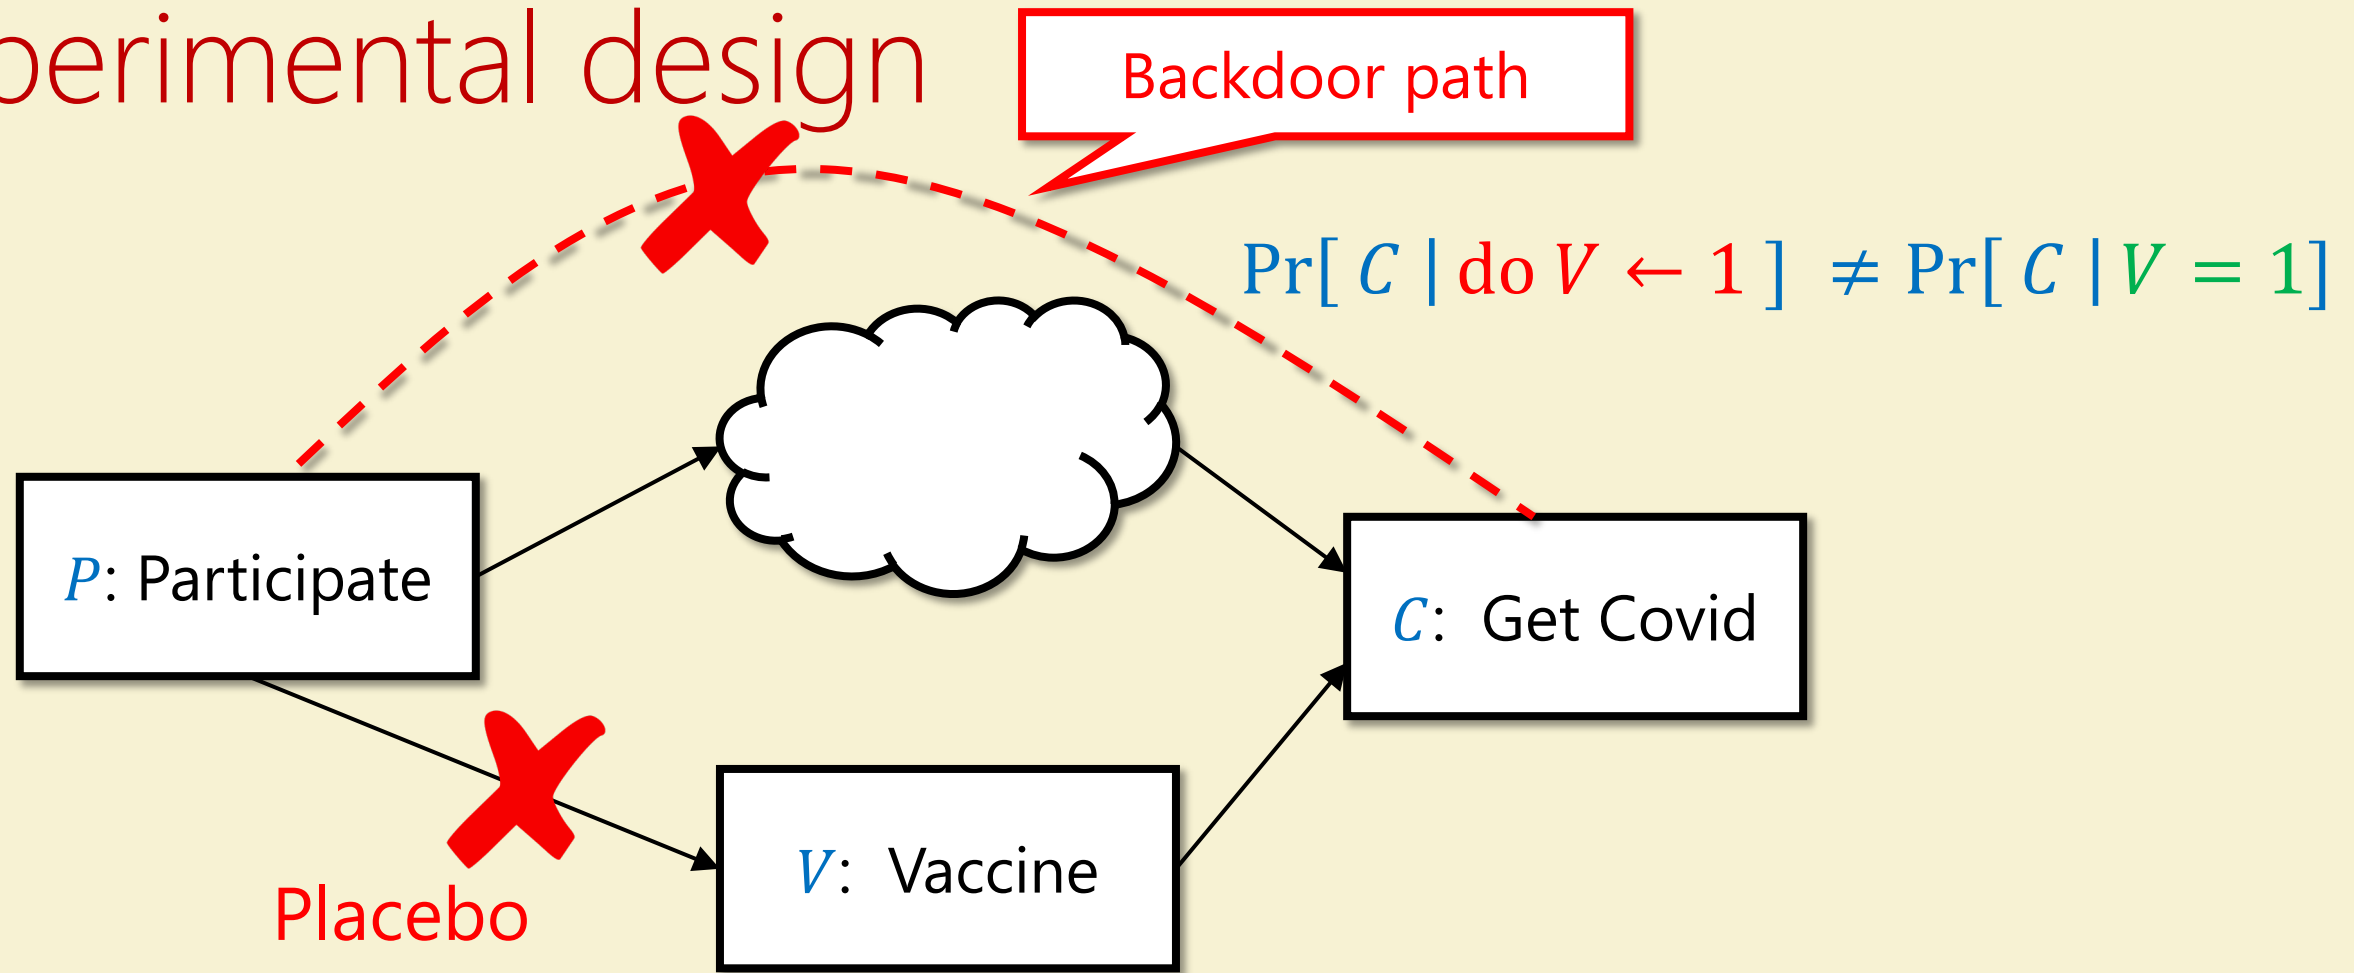 perimental design
Backdoor path
Pr[ C | do V ← 1 ] ≠ Pr[ C | V = 1]
P: Participate
C: Get Covid
V: Vaccine
Placebo